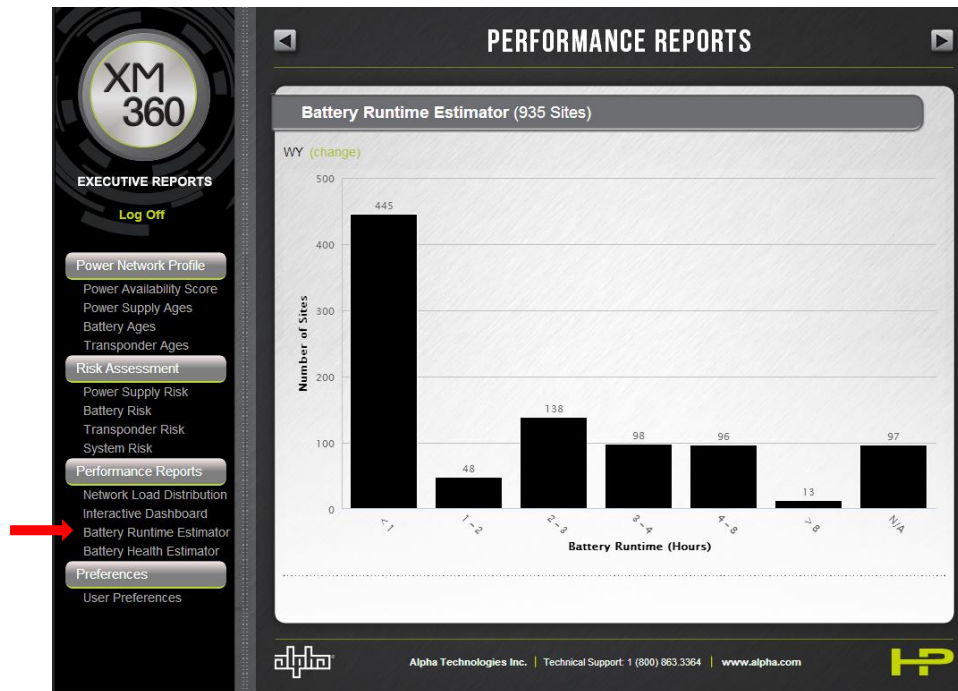 XM
360
EXECUTIVE REPORTS
Log Off
Power Network Profile
Power Availability Score
Power Supply Ages
Battery Ages
Transponder Ages
Risk Assessment
Power Supply Risk
Battery Risk
Transponder Risk
System Risk
Performance Reports
Network Load Distribution
Interactive Dashboard
Battery Runtime Estimator
Battery Health Estimator
Preferences
User Preferences
PERFORMANCE REPORTS
Battery Runtime Estimator (935 Sites)
WY (change)
Number of Sites
500
400
300
200
100
0
445
48
138
98
96
13
97
< 1
1 - 2
2 - 3
3 - 4
4 - 8
> 8
N/A
Battery Runtime (Hours)
alpha
Alpha Technologies Inc. | Technical Support: 1 (800) 863.3364 | www.alpha.com
HP